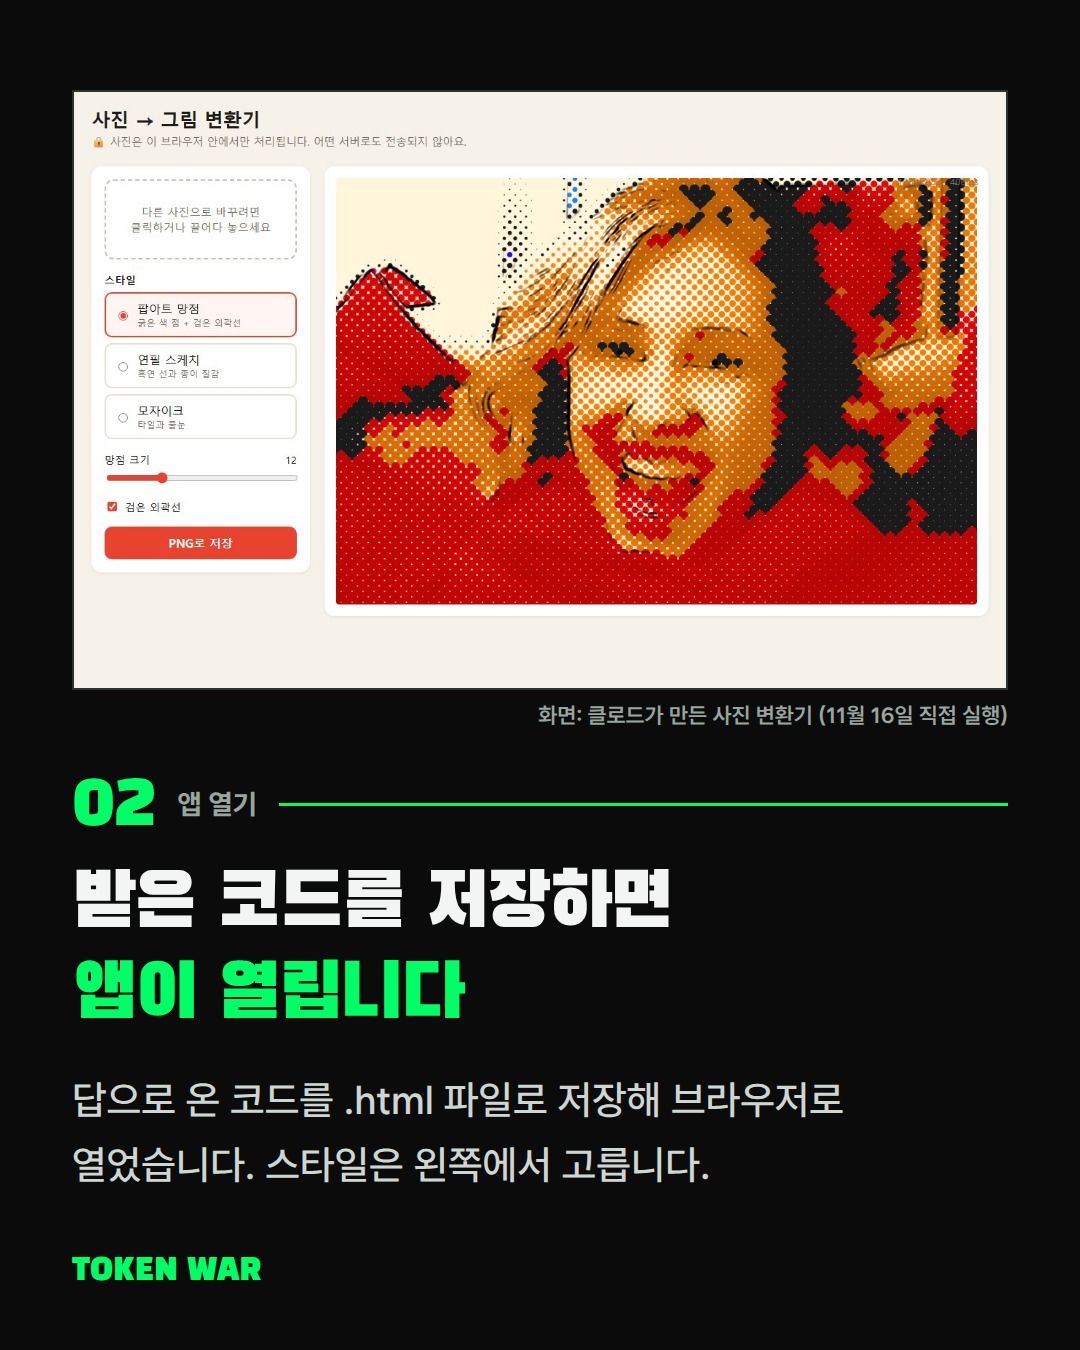 사진 → 그림 변환기
사진은 이 브라우저 안에서만 처리됩니다. 어떤 서버로도 전송되지 않아요.
다른 사진으로 바꾸려면
클릭하거나 끌어다 놓으세요
스타일
팝아트 망점
굵은 색 점 + 검은 외곽선
연필 스케치
흑연 선과 종이 질감
모자이크
타일과 줄눈
망점 크기 12
검은 외곽선
PNG로 저장
화면: 클로드가 만든 사진 변환기 (11월 16일 직접 실행)
02 앱 열기
받은 코드를 저장하면
앱이 열립니다
답으로 온 코드를 .html 파일로 저장해 브라우저로
열었습니다. 스타일은 왼쪽에서 고릅니다.
TOKEN WAR